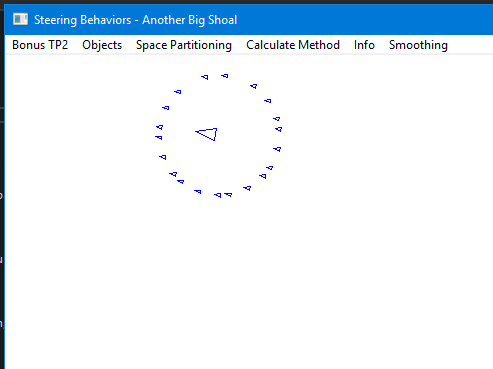 Steering Behaviors - Another Big Shoal
Bonus TP2 Objects Space Partitioning Calculate Method Info Smoothing